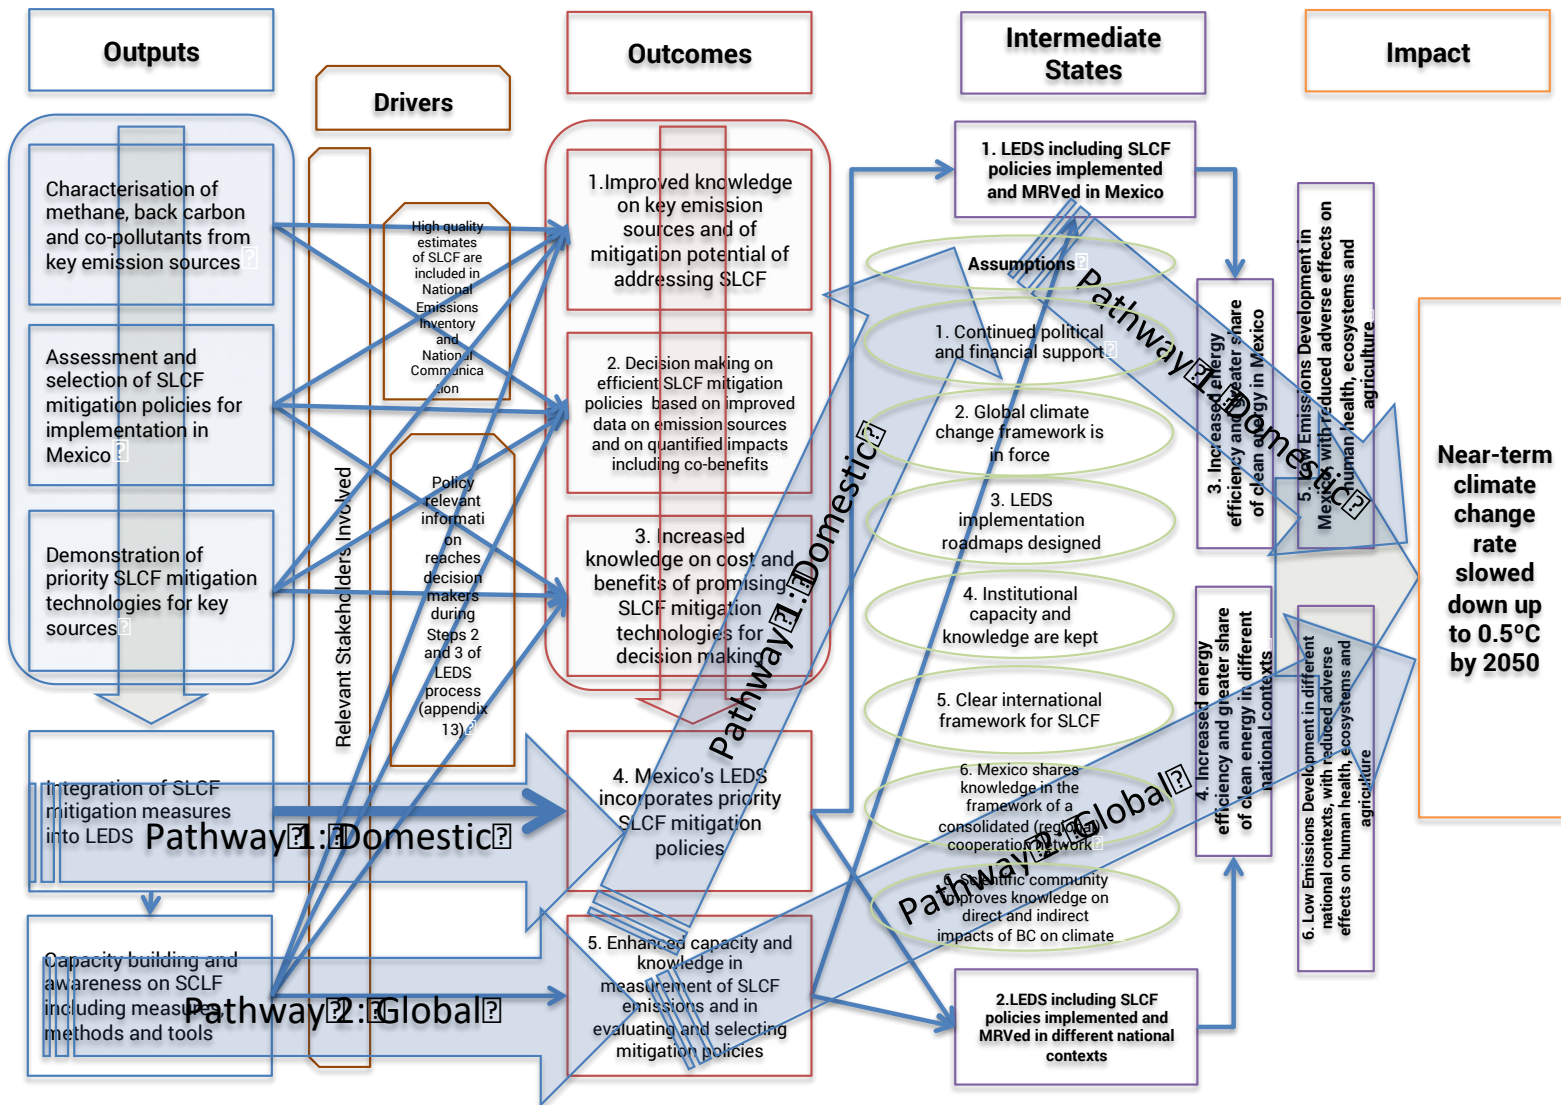 Outputs
Drivers
Outcomes
Intermediate
States
Impact
Characterisation of
methane, back carbon
and co-pollutants from
key emission sources
Assessment and
selection of SLCF
mitigation policies for
implementation in
Mexico
Demonstration of
priority SLCF mitigation
technologies for key
sources
Integration of SLCF
mitigation measures
into LEDS
Pathway 1: Domestic
Capacity building and
awareness on SCLF
including measures,
methods and tools
Pathway 2: Global
Relevant Stakeholders Involved
High quality
estimates
of SLCF are
included in
National
Emissions
Inventory
and
National
Communica
tion
Policy
relevant
informati
on
reaches
decision
makers
during
Steps 2
and 3 of
LEDS
process
(appendix
13)
1.Improved knowledge
on key emission
sources and of
mitigation potential of
addressing SLCF
2. Decision making on
efficient SLCF mitigation
policies based on improved
data on emission sources
and on quantified impacts
including co-benefits
3. Increased
knowledge on cost and
benefits of promising
SLCF mitigation
technologies for
decision making
4. Mexico's LEDS
incorporates priority
SLCF mitigation
policies
5. Enhanced capacity and
knowledge in
measurement of SLCF
emissions and in
evaluating and selecting
mitigation policies
Pathway 1: Domestic
Pathway 2: Global
1. LEDS including SLCF
policies implemented
and MRVed in Mexico
Assumptions
1. Continued political
and financial support
2. Global climate
change framework is
in force
3. LEDS
implementation
roadmaps designed
4. Institutional
capacity and
knowledge are kept
5. Clear international
framework for SLCF
6. Mexico shares
knowledge in the
framework of a
consolidated (regional)
cooperation network
6. Scientific community
improves knowledge on
direct and indirect
impacts of BC on climate
2.LEDS including SLCF
policies implemented and
MRVed in different national
contexts
Pathway 1: Domestic
3. Increased energy
efficiency and greater share
of clean energy in Mexico
4. Increased energy
efficiency and greater share
of clean energy in different
national contexts
5. Low Emissions Development in
Mexico, with reduced adverse effects on
human health, ecosystems and
agriculture
6. Low Emissions Development in different
national contexts, with reduced adverse
effects on human health, ecosystems and
agriculture
Near-term
climate
change
rate
slowed
down up
to 0.5ºC
by 2050